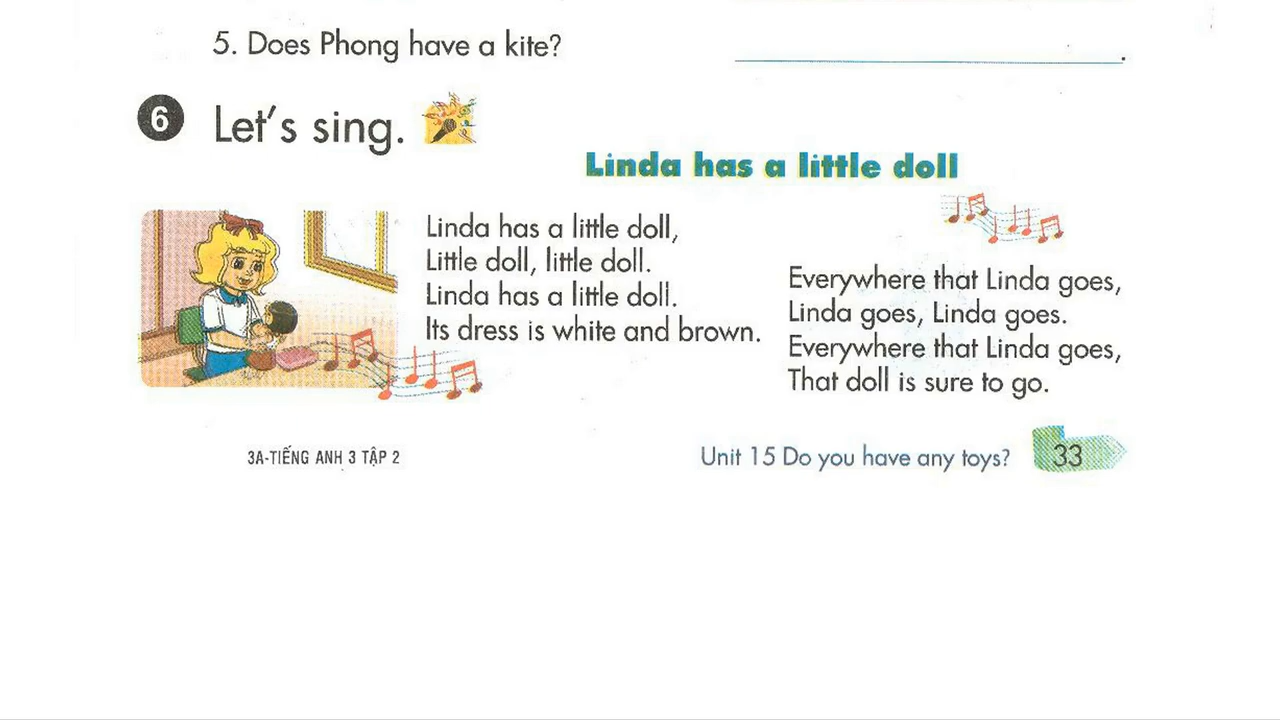 5. Does Phong have a kite? .
6 Let's sing.
Linda has a little doll
Linda has a little doll,
Little doll, little doll.
Linda has a little doll.
Its dress is white and brown.
Everywhere that Linda goes,
Linda goes, Linda goes.
Everywhere that Linda goes,
That doll is sure to go.
3A-TIẾNG ANH 3 TẬP 2
Unit 15 Do you have any toys? 33